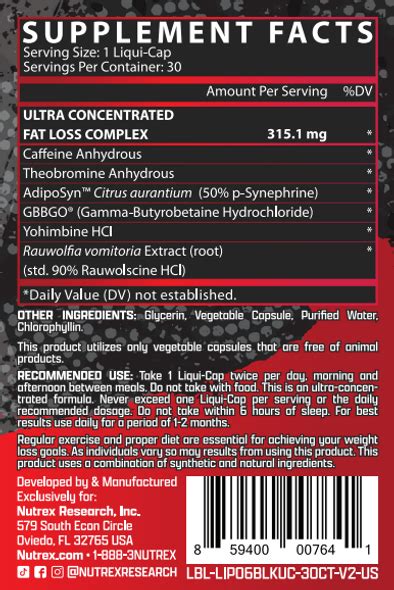 SUPPLEMENT FACTS
Serving Size: 1 Liqui-Cap
Servings Per Container: 30
Amount Per Serving %DV
ULTRA CONCENTRATED
FAT LOSS COMPLEX 315.1 mg *
Caffeine Anhydrous *
Theobromine Anhydrous *
AdipoSyn™ Citrus aurantium (50% p-Synephrine) *
GBBGO® (Gamma-Butyrobetaine Hydrochloride) *
Yohimbine HCl *
Rauwolfia vomitoria Extract (root) *
(std. 90% Rauwolscine HCl)
*Daily Value (DV) not established.
OTHER INGREDIENTS: Glycerin, Vegetable Capsule, Purified Water,
Chlorophyllin.
This product utilizes only vegetable capsules that are free of animal
products.
RECOMMENDED USE: Take 1 Liqui-Cap twice per day, morning and
afternoon between meals. Do not take with food. This is an ultra-concen-
trated formula. Never exceed one Liqui-Cap per serving or the daily
recommended dosage. Do not take within 6 hours of sleep. For best
results use daily for a period of 1-2 months.
Regular exercise and proper diet are essential for achieving your weight
loss goals. As individuals vary so may results from using this product. This
product uses a combination of synthetic and natural ingredients.
Developed by & Manufactured
Exclusively for:
Nutrex Research, Inc.
579 South Econ Circle
Oviedo, FL 32765 USA
Nutrex.com • 1-888-3NUTREX
@NUTREXRESEARCH
8 59400 00764 1
LBL-LIPO6BLKUC-30CT-V2-US